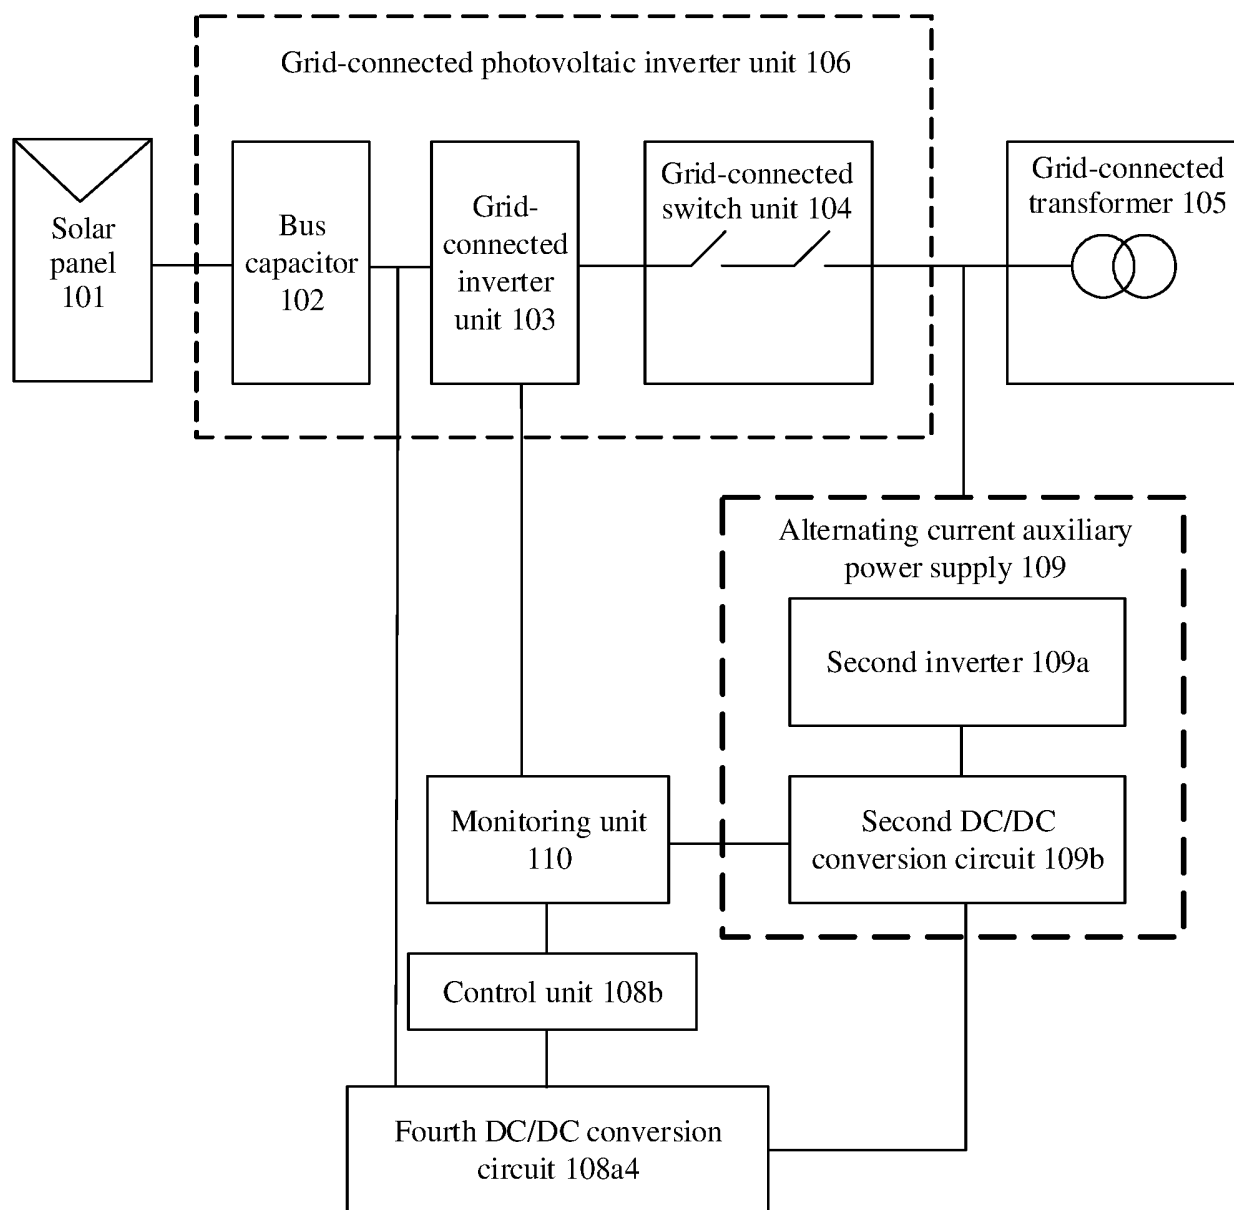 Grid-connected photovoltaic inverter unit 106
Solar
panel
101
Bus
capacitor
102
Grid-
connected
inverter
unit 103
Grid-connected
switch unit 104
Grid-connected
transformer 105
Alternating current auxiliary
power supply 109
Second inverter 109a
Second DC/DC
conversion circuit 109b
Monitoring unit
110
Control unit 108b
Fourth DC/DC conversion
circuit 108a4